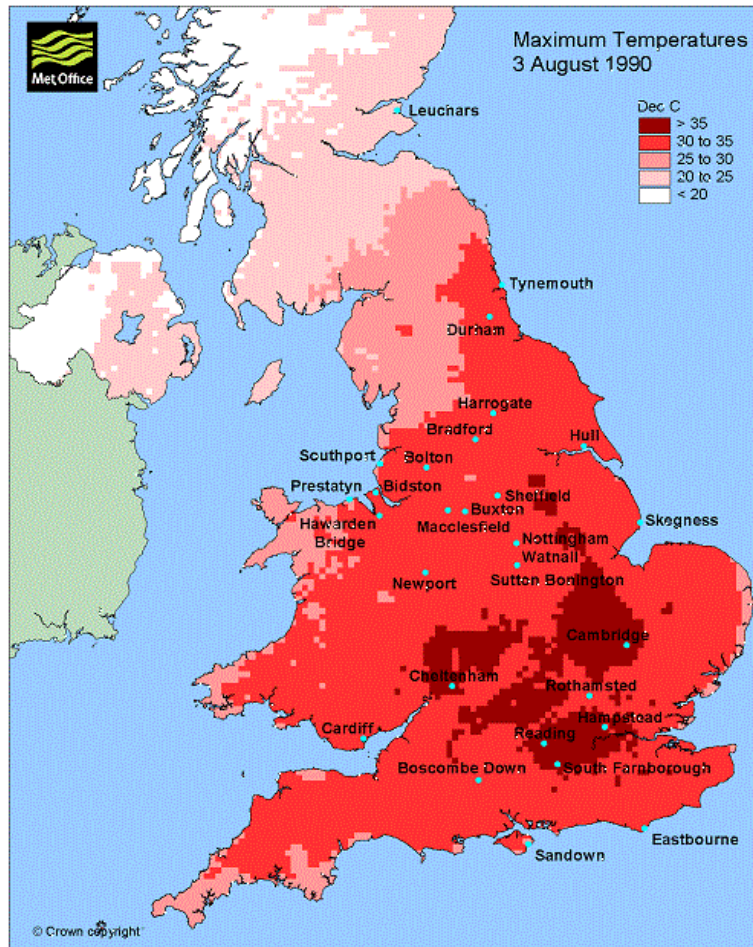 Met Office
Maximum Temperatures
3 August 1990
Dec C
> 35
30 to 35
25 to 30
20 to 25
< 20
Leuchars
Tynemouth
Durham
Harrogate
Bradford
Hull
Southport
Bolton
Prestatyn
Bidston
Sheffield
Hawarden
Bridge
Macclesfield
Buxton
Skegness
Nottingham
Watnall
Newport
Sutton Bonington
Cambridge
Cheltenham
Rothamsted
Hampstead
Cardiff
Reading
Boscombe Down
South Farnborough
Eastbourne
Sandown
© Crown copyright